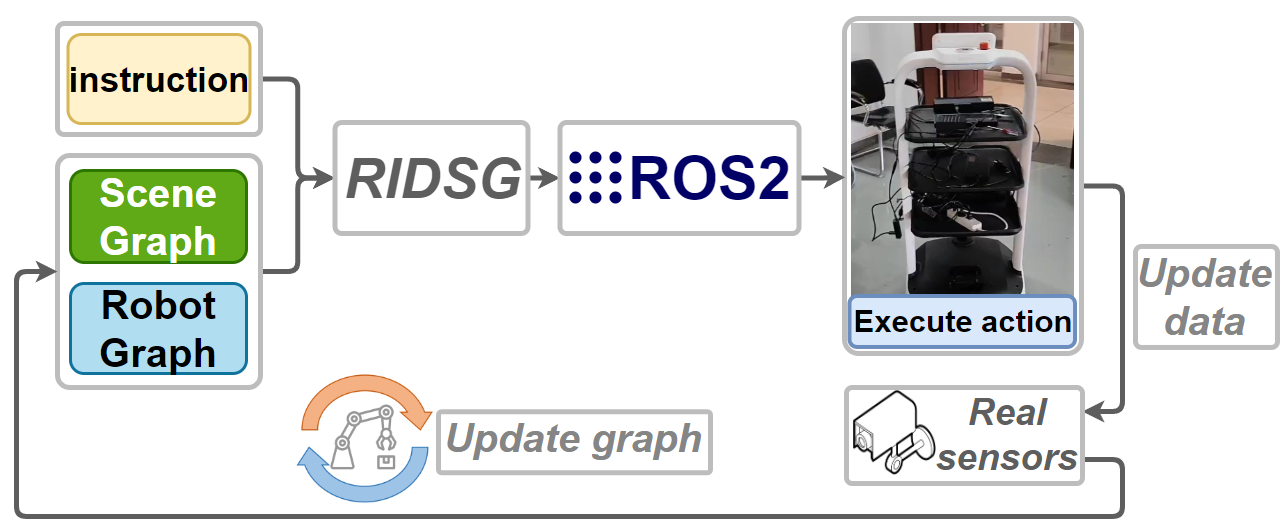 instruction
Scene
Graph
Robot
Graph
RIDSG
ROS2
Execute action
Update
data
Real
sensors
Update graph